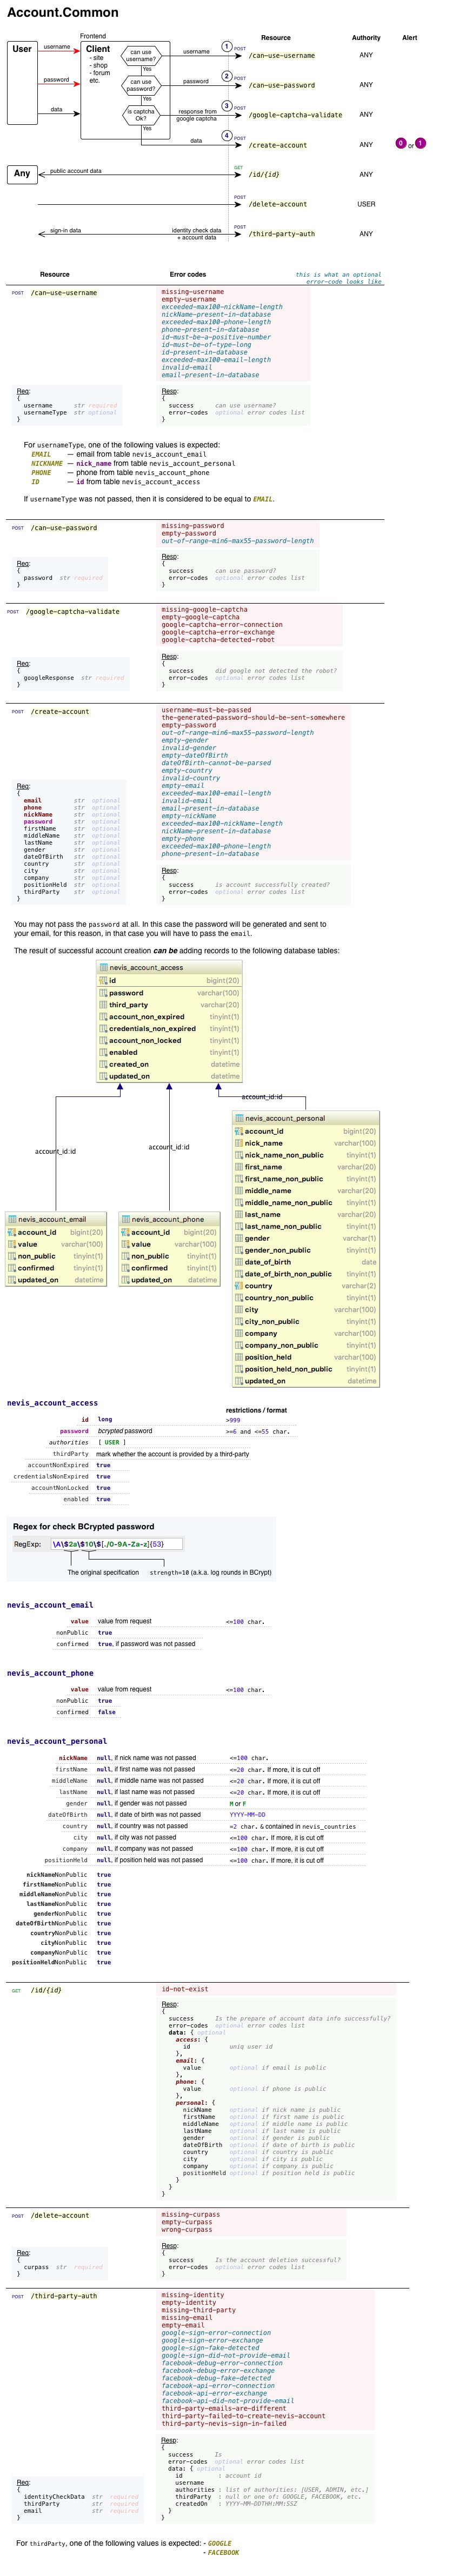 Account.Common
Frontend
Resource Authority Alert
User username Client can use username? username 1 POST /can-use-username ANY
- site
- shop
- forum
etc.
Yes
password can use password? password 2 POST /can-use-password ANY
Yes
data is captcha Ok? response from google captcha 3 POST /google-captcha-validate ANY
Yes
data 4 POST /create-account ANY 0 or 1
Any public account data GET /id/{id} ANY
POST /delete-account USER
sign-in data identity check data + account data POST /third-party-auth ANY
Resource Error codes this is what an optional error-code looks like
POST /can-use-username
missing-username
empty-username
exceeded-max100-nickName-length
nickName-present-in-database
exceeded-max100-phone-length
phone-present-in-database
id-must-be-a-positive-number
id-must-be-of-type-long
id-present-in-database
exceeded-max100-email-length
invalid-email
email-present-in-database
Req:
{
username str required
usernameType str optional
}
Resp:
{
success can use username?
error-codes optional error codes list
}
For usernameType, one of the following values is expected:
EMAIL — email from table nevis_account_email
NICKNAME — nick_name from table nevis_account_personal
PHONE — phone from table nevis_account_phone
ID — id from table nevis_account_access
If usernameType was not passed, then it is considered to be equal to EMAIL.
POST /can-use-password
missing-password
empty-password
out-of-range-min6-max55-password-length
Req:
{
password str required
}
Resp:
{
success can use password?
error-codes optional error codes list
}
POST /google-captcha-validate
missing-google-captcha
empty-google-captcha
google-captcha-error-connection
google-captcha-error-exchange
google-captcha-detected-robot
Req:
{
googleResponse str required
}
Resp:
{
success did google not detected the robot?
error-codes optional error codes list
}
POST /create-account
username-must-be-passed
the-generated-password-should-be-sent-somewhere
empty-password
out-of-range-min6-max55-password-length
empty-gender
invalid-gender
empty-dateOfBirth
dateOfBirth-cannot-be-parsed
empty-country
invalid-country
empty-email
exceeded-max100-email-length
invalid-email
email-present-in-database
empty-nickName
exceeded-max100-nickName-length
nickName-present-in-database
empty-phone
exceeded-max100-phone-length
phone-present-in-database
Req:
{
email str optional
phone str optional
nickName str optional
password str optional
firstName str optional
middleName str optional
lastName str optional
gender str optional
dateOfBirth str optional
country str optional
city str optional
company str optional
positionHeld str optional
thirdParty str optional
}
Resp:
{
success is account successfully created?
error-codes optional error codes list
}
You may not pass the password at all. In this case the password will be generated and sent to
your email, for this reason, in that case you will have to pass the email.
The result of successful account creation can be adding records to the following database tables:
nevis_account_access
id bigint(20)
password varchar(100)
third_party varchar(20)
account_non_expired tinyint(1)
credentials_non_expired tinyint(1)
account_non_locked tinyint(1)
enabled tinyint(1)
created_on datetime
updated_on datetime
account_id:id
account_id:id
account_id:id
nevis_account_personal
account_id bigint(20)
nick_name varchar(100)
nick_name_non_public tinyint(1)
first_name varchar(20)
first_name_non_public tinyint(1)
middle_name varchar(20)
middle_name_non_public tinyint(1)
last_name varchar(20)
last_name_non_public tinyint(1)
gender varchar(1)
gender_non_public tinyint(1)
date_of_birth date
date_of_birth_non_public tinyint(1)
country varchar(2)
country_non_public tinyint(1)
city varchar(100)
city_non_public tinyint(1)
company varchar(100)
company_non_public tinyint(1)
position_held varchar(100)
position_held_non_public tinyint(1)
updated_on datetime
nevis_account_email
account_id bigint(20)
value varchar(100)
non_public tinyint(1)
confirmed tinyint(1)
updated_on datetime
nevis_account_phone
account_id bigint(20)
value varchar(100)
non_public tinyint(1)
confirmed tinyint(1)
updated_on datetime
nevis_account_access
restrictions / format
id long >999
password bcrypted password >=6 and <=55 char.
authorities [ USER ]
thirdParty mark whether the account is provided by a third-party
accountNonExpired true
credentialsNonExpired true
accountNonLocked true
enabled true
Regex for check BCrypted password
RegExp: \A\$2a\$10\$[./0-9A-Za-z]{53}
The original specification strength=10 (a.k.a. log rounds in BCrypt)
nevis_account_email
value value from request <=100 char.
nonPublic true
confirmed true, if password was not passed
nevis_account_phone
value value from request <=100 char.
nonPublic true
confirmed false
nevis_account_personal
nickName null, if nick name was not passed <=100 char.
firstName null, if first name was not passed <=20 char. If more, it is cut off
middleName null, if middle name was not passed <=20 char. If more, it is cut off
lastName null, if last name was not passed <=20 char. If more, it is cut off
gender null, if gender was not passed M or F
dateOfBirth null, if date of birth was not passed YYYY-MM-DD
country null, if country was not passed =2 char. & contained in nevis_countries
city null, if city was not passed <=100 char. If more, it is cut off
company null, if company was not passed <=100 char. If more, it is cut off
positionHeld null, if position held was not passed <=100 char. If more, it is cut off
nickNameNonPublic true
firstNameNonPublic true
middleNameNonPublic true
lastNameNonPublic true
genderNonPublic true
dateOfBirthNonPublic true
countryNonPublic true
cityNonPublic true
companyNonPublic true
positionHeldNonPublic true
GET /id/{id}
id-not-exist
Resp:
{
success Is the prepare of account data info successfully?
error-codes optional error codes list
data: { optional
access: {
id uniq user id
},
email: {
value optional if email is public
},
phone: {
value optional if phone is public
},
personal: {
nickName optional if nick name is public
firstName optional if first name is public
middleName optional if middle name is public
lastName optional if last name is public
gender optional if gender is public
dateOfBirth optional if date of birth is public
country optional if country is public
city optional if city is public
company optional if company is public
positionHeld optional if position held is public
}
}
}
POST /delete-account
missing-curpass
empty-curpass
wrong-curpass
Req:
{
curpass str required
}
Resp:
{
success Is the account deletion successful?
error-codes optional error codes list
}
POST /third-party-auth
missing-identity
empty-identity
missing-third-party
missing-email
empty-email
google-sign-error-connection
google-sign-error-exchange
google-sign-fake-detected
google-sign-did-not-provide-email
facebook-debug-error-connection
facebook-debug-error-exchange
facebook-debug-fake-detected
facebook-api-error-connection
facebook-api-error-exchange
facebook-api-did-not-provide-email
third-party-emails-are-different
third-party-failed-to-create-nevis-account
third-party-nevis-sign-in-failed
Req:
{
identityCheckData str required
thirdParty str required
email str required
}
Resp:
{
success Is
error-codes optional error codes list
data: { optional
id : account id
username
authorities : list of authorities: [USER, ADMIN, etc.]
thirdParty : null or one of: GOOGLE, FACEBOOK, etc.
createdOn : YYYY-MM-DDTHH:MM:SSZ
}
}
For thirdParty, one of the following values is expected: - GOOGLE
- FACEBOOK